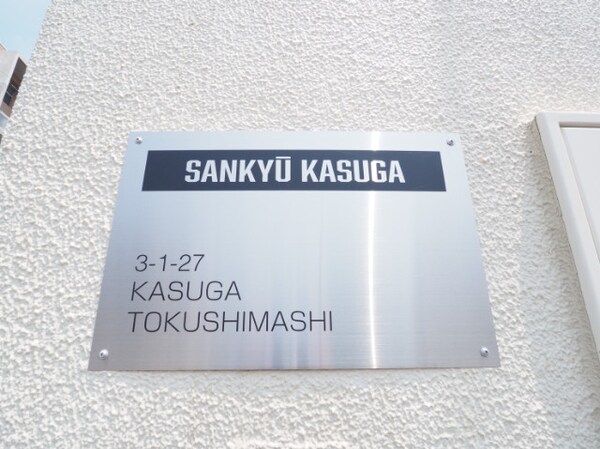 SANKYŪ KASUGA
3-1-27
KASUGA
TOKUSHIMASHI